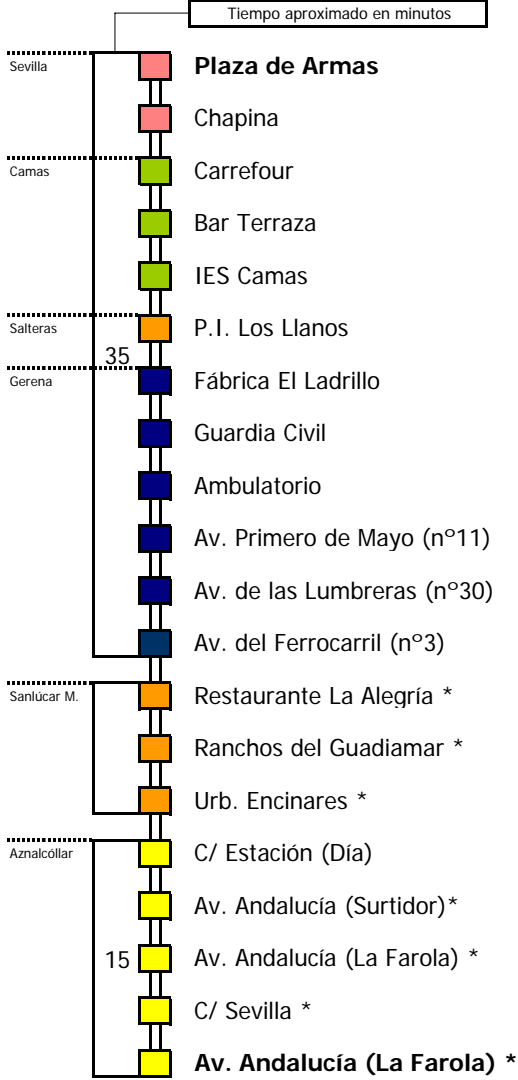 Tiempo aproximado en minutos
Sevilla
Plaza de Armas
Chapina
Camas
Carrefour
Bar Terraza
IES Camas
Salteras
P.I. Los Llanos
35
Gerena
Fábrica El Ladrillo
Guardia Civil
Ambulatorio
Av. Primero de Mayo (nº11)
Av. de las Lumbreras (nº30)
Av. del Ferrocarril (nº3)
Sanlúcar M.
Restaurante La Alegría *
Ranchos del Guadiamar *
Urb. Encinares *
Aznalcóllar
C/ Estación (Día)
Av. Andalucía (Surtidor)*
15
Av. Andalucía (La Farola) *
C/ Sevilla *
Av. Andalucía (La Farola) *